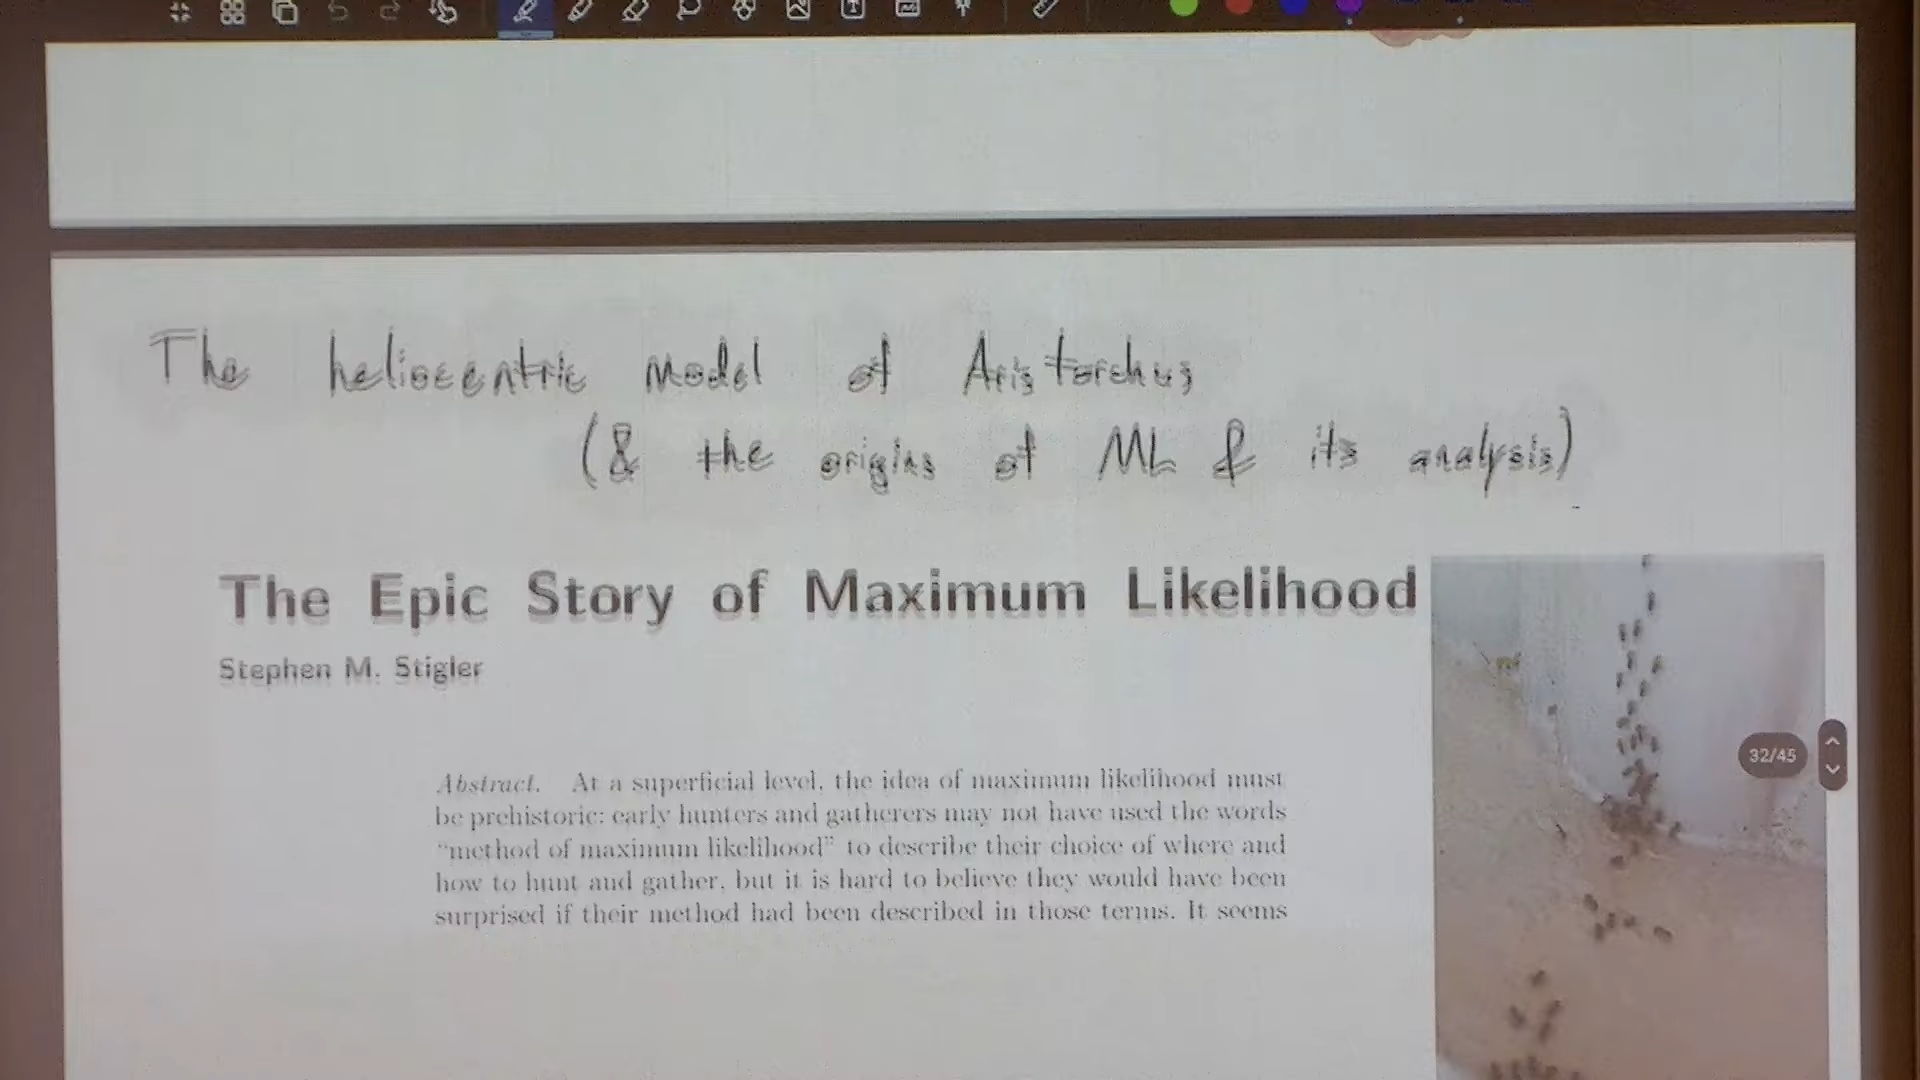 The heliocentric model of Aristarchus
(& the origins of ML & its analysis)
The Epic Story of Maximum Likelihood
Stephen M. Stigler
Abstract. At a superficial level, the idea of maximum likelihood must
be prehistoric: early hunters and gatherers may not have used the words
“method of maximum likelihood” to describe their choice of where and
how to hunt and gather, but it is hard to believe they would have been
surprised if their method had been described in those terms. It seems
32/45